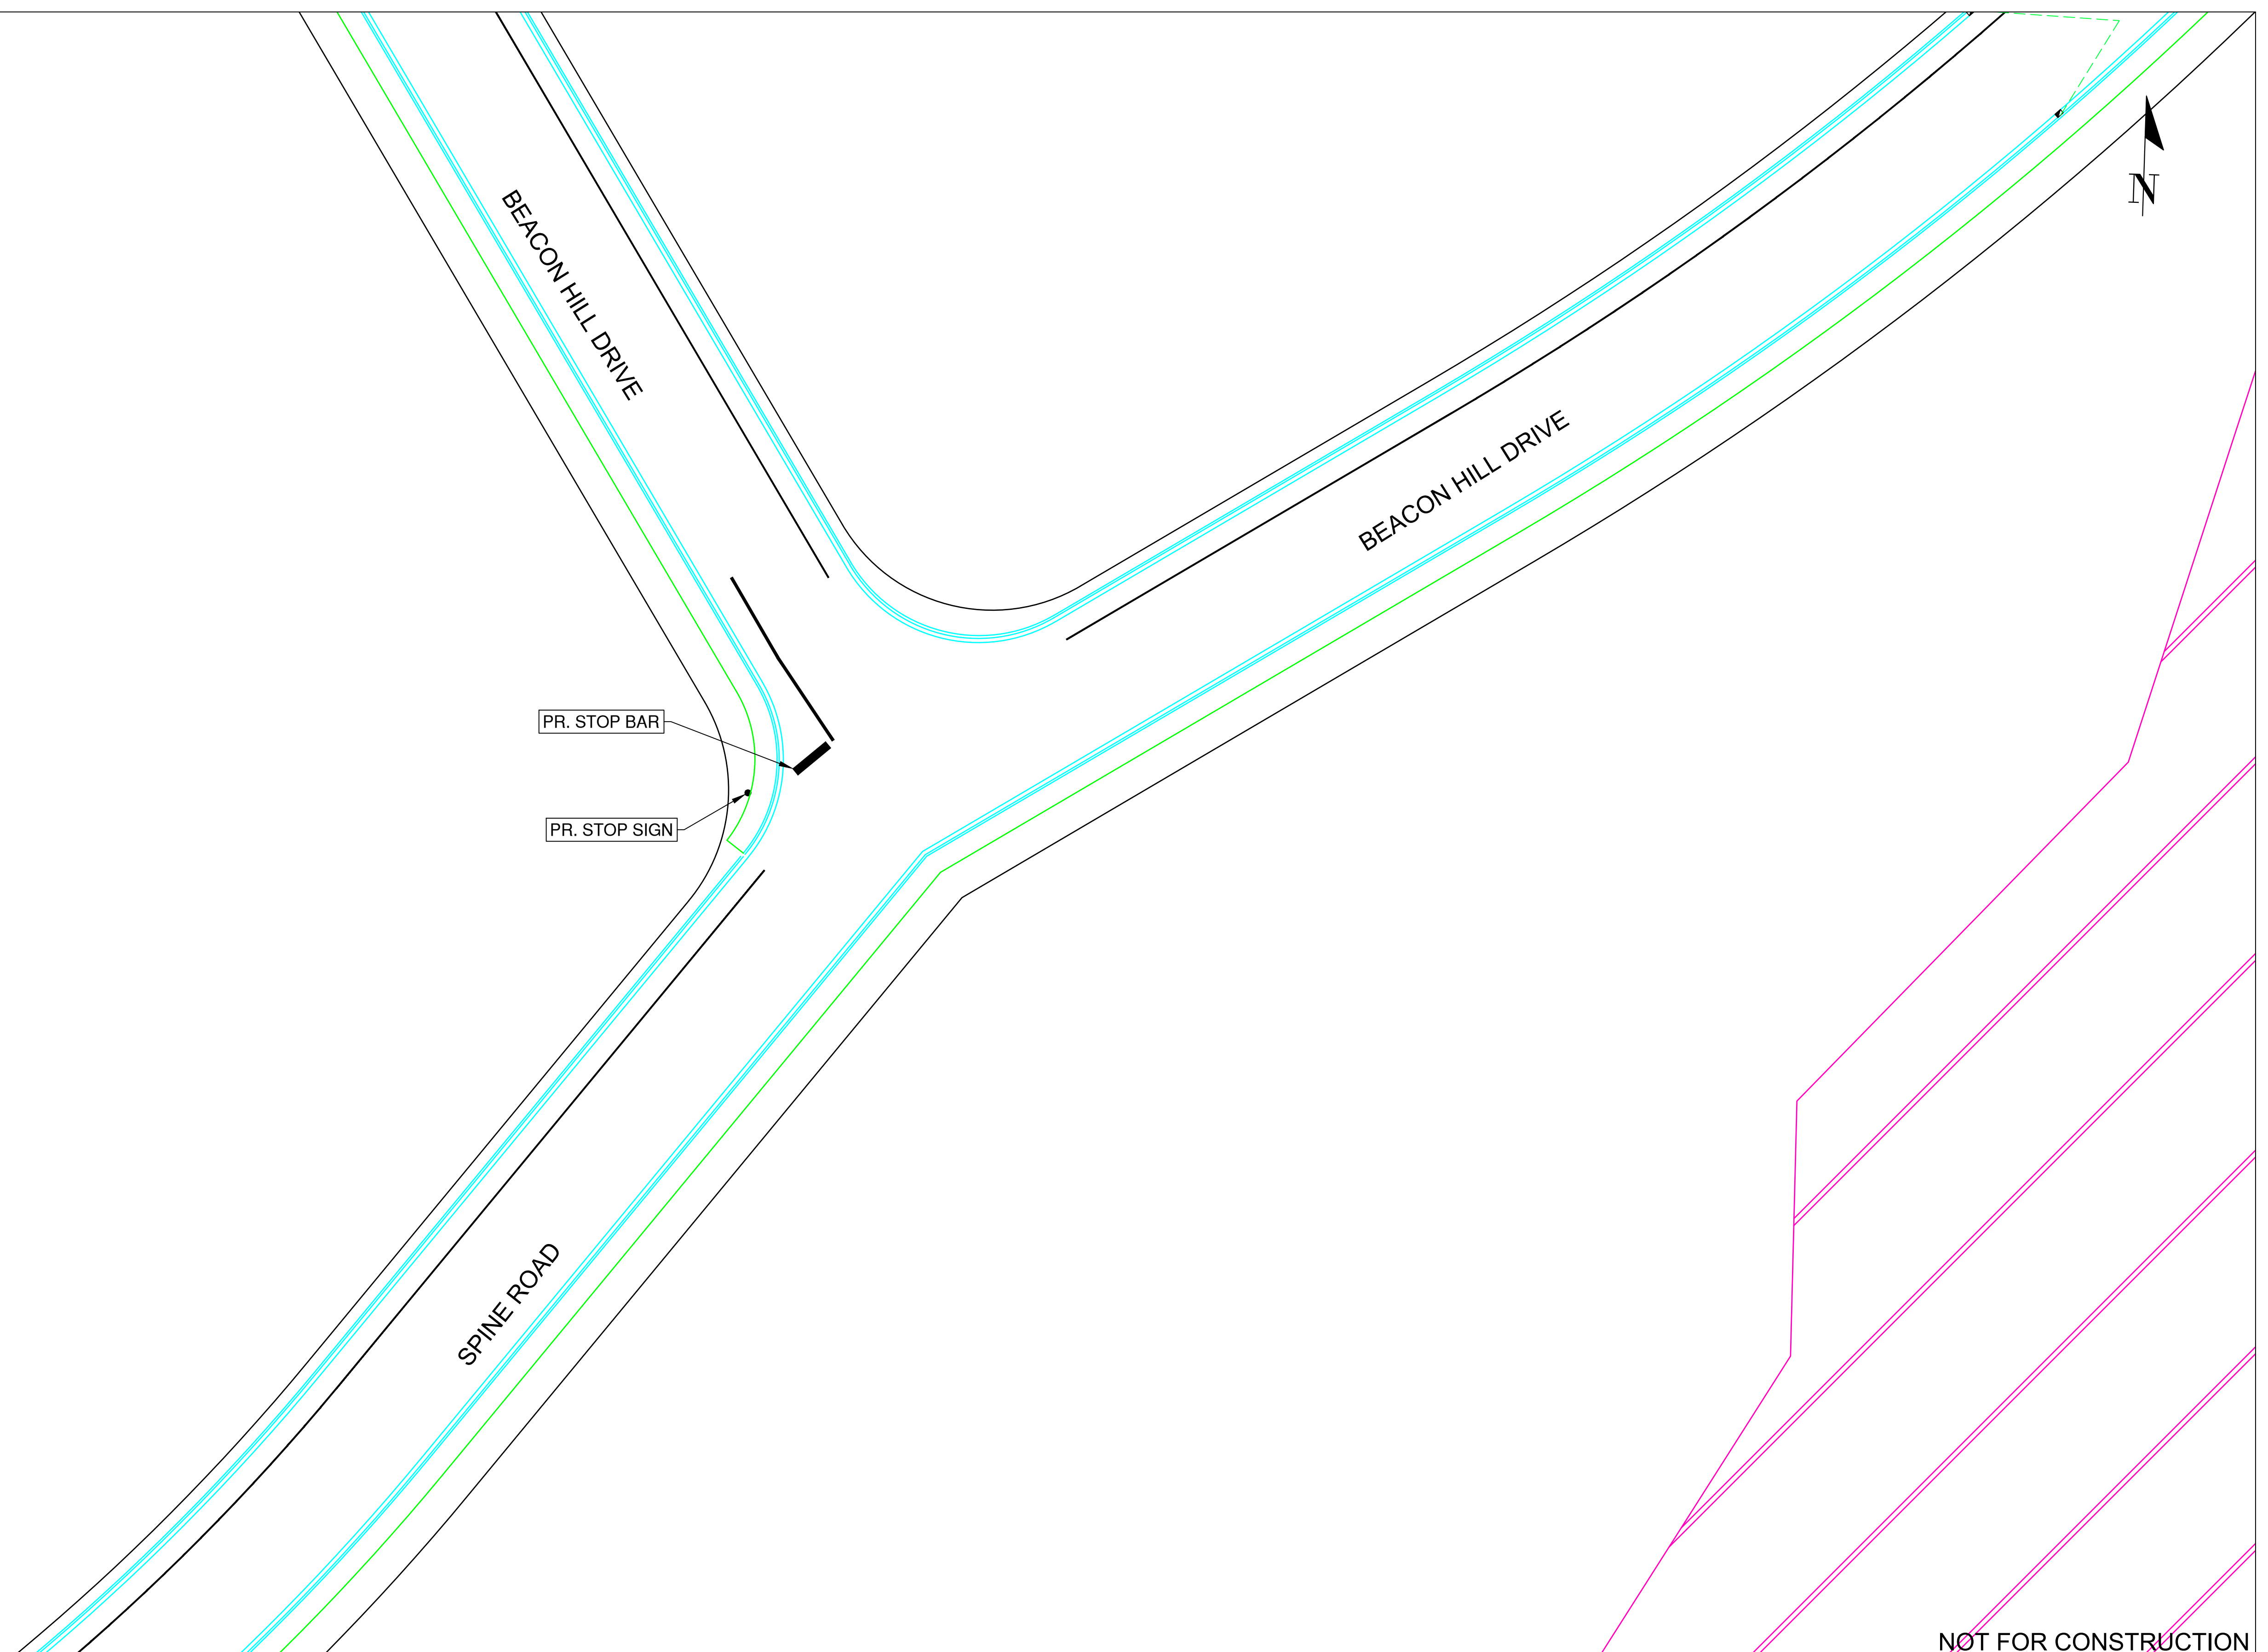 N
BEACON HILL DRIVE
BEACON HILL DRIVE
PR. STOP BAR
PR. STOP SIGN
SPINE ROAD
NOT FOR CONSTRUCTION